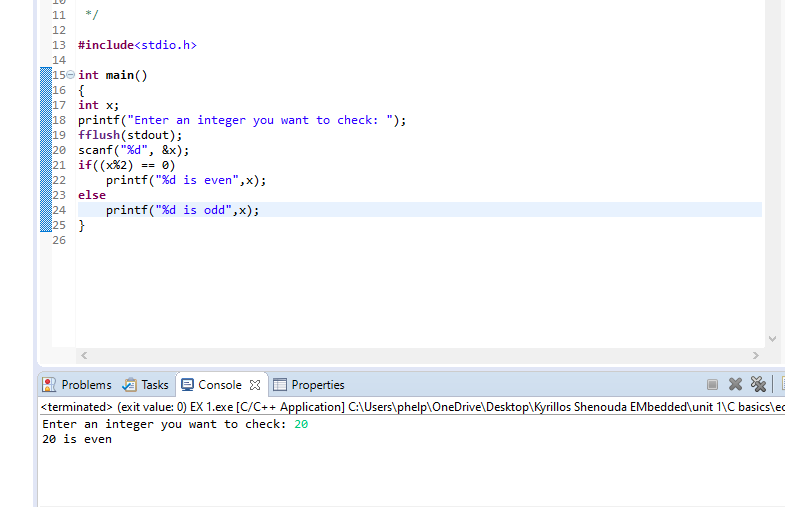 11 */
12
13 #include<stdio.h>
14
15 int main()
16 {
17 int x;
18 printf("Enter an integer you want to check: ");
19 fflush(stdout);
20 scanf("%d", &x);
21 if((x%2) == 0)
22     printf("%d is even",x);
23 else
24     printf("%d is odd",x);
25 }
26
Problems Tasks Console Properties
<terminated> (exit value: 0) EX 1.exe [C/C++ Application] C:\Users\phelp\OneDrive\Desktop\Kyrillos Shenouda EMbedded\unit 1\C basics\
Enter an integer you want to check: 20
20 is even